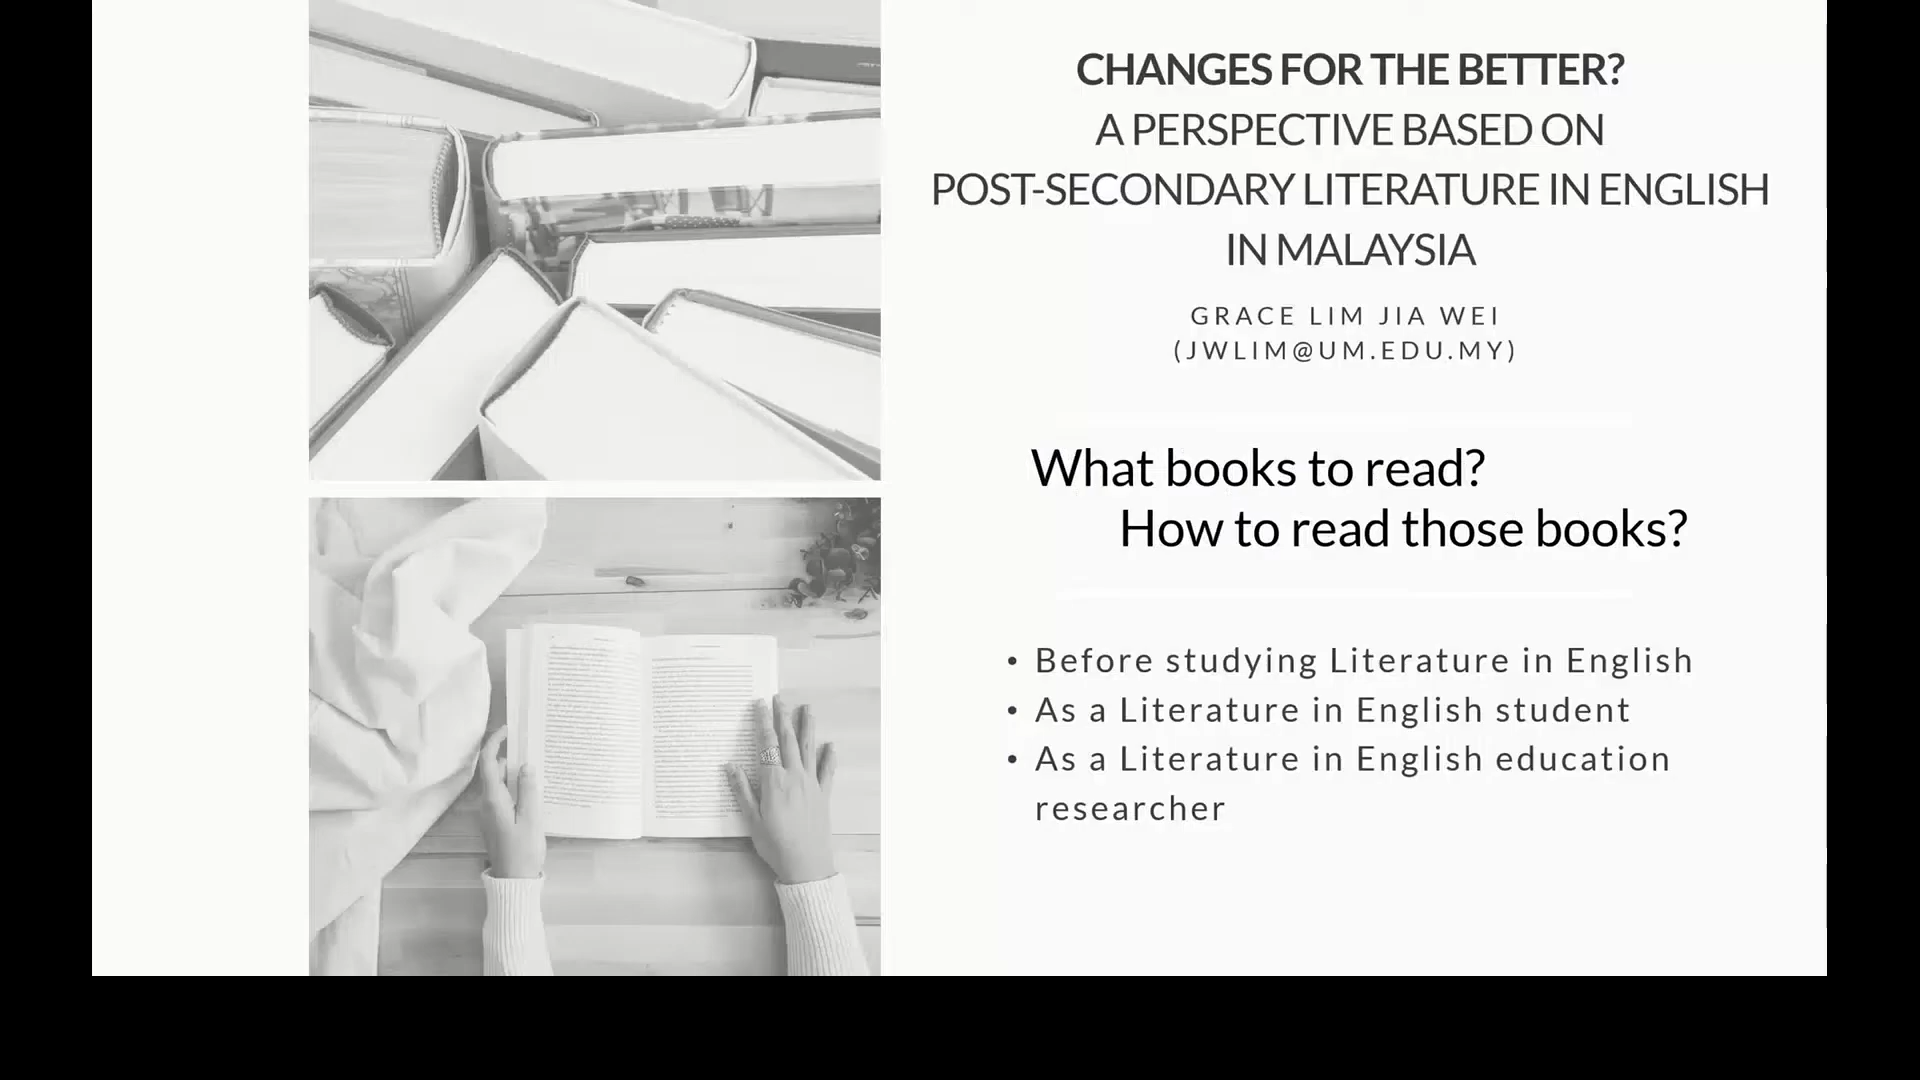 CHANGES FOR THE BETTER?
A PERSPECTIVE BASED ON
POST-SECONDARY LITERATURE IN ENGLISH
IN MALAYSIA
GRACE LIM JIA WEI
(JWLIM@UM.EDU.MY)
What books to read?
How to read those books?
• Before studying Literature in English
• As a Literature in English student
• As a Literature in English education
researcher